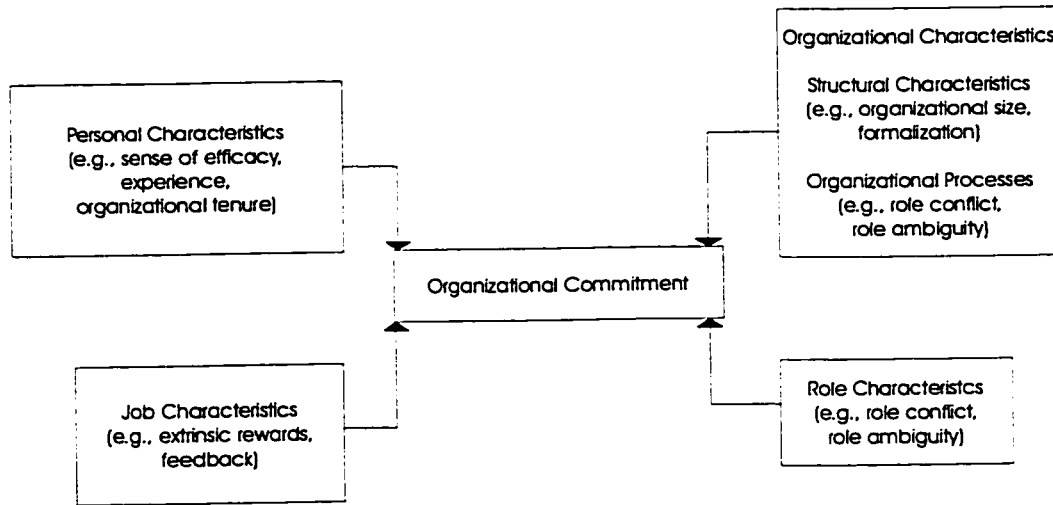 Personal Characteristics
(e.g., sense of efficacy,
experience,
organizational tenure)
Organizational Characteristics
Structural Characteristics
(e.g., organizational size,
formalization)
Organizational Processes
(e.g., role conflict,
role ambiguity)
Organizational Commitment
Job Characteristics
(e.g., extrinsic rewards,
feedback)
Role Characteristcs
(e.g., role conflict,
role ambiguity)